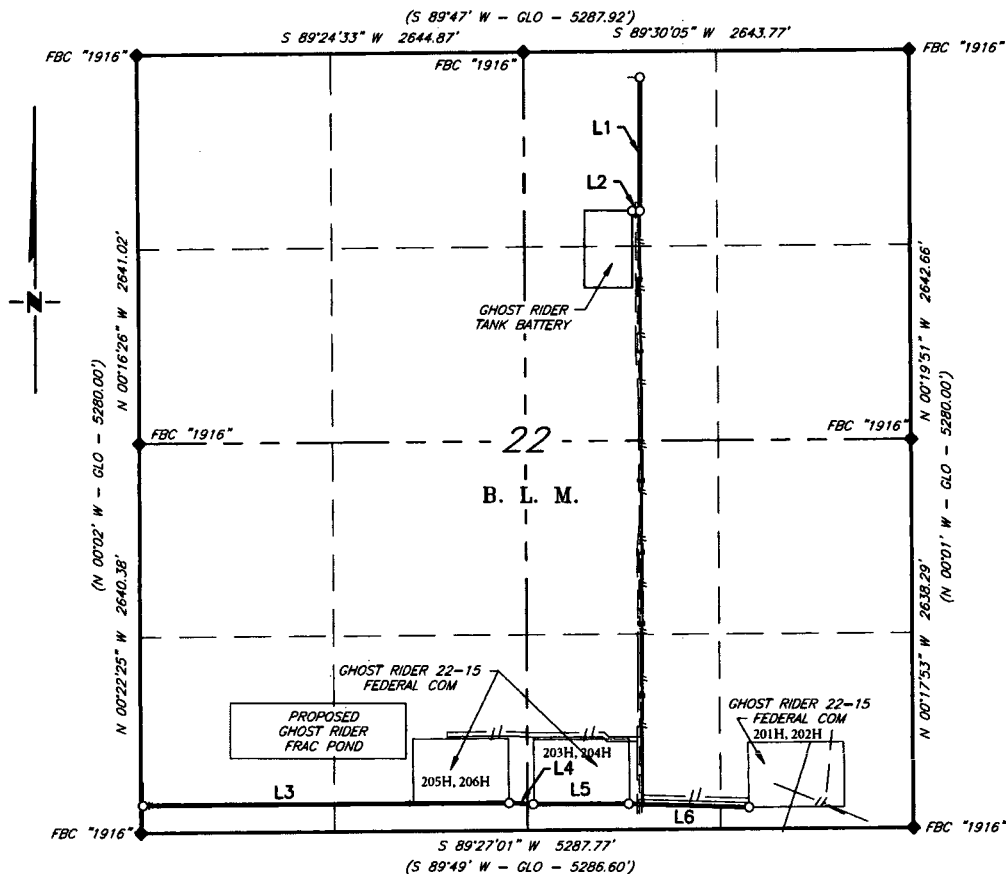 (S 89°47' W - GLO - 5287.92')
S 89°24'33" W 2644.87'
S 89°30'05" W 2643.77'
FBC "1916"
FBC "1916"
FBC "1916"
L1
L2
N
N 00°16'26" W 2641.02'
N 00°19'51" W 2642.66'
GHOST RIDER
TANK BATTERY
(N 00°02' W - GLO - 5280.00')
(N 00°01' W - GLO - 5280.00')
FBC "1916"
FBC "1916"
22
B. L. M.
N 00°22'25" W 2640.38'
N 00°17'53" W 2638.29'
GHOST RIDER 22-15
FEDERAL COM
GHOST RIDER 22-15
FEDERAL COM
201H, 202H
PROPOSED
GHOST RIDER
FRAC POND
203H, 204H
205H, 206H
L4
L3
L5
L6
FBC "1916"
FBC "1916"
S 89°27'01" W 5287.77'
(S 89°49' W - GLO - 5286.60')